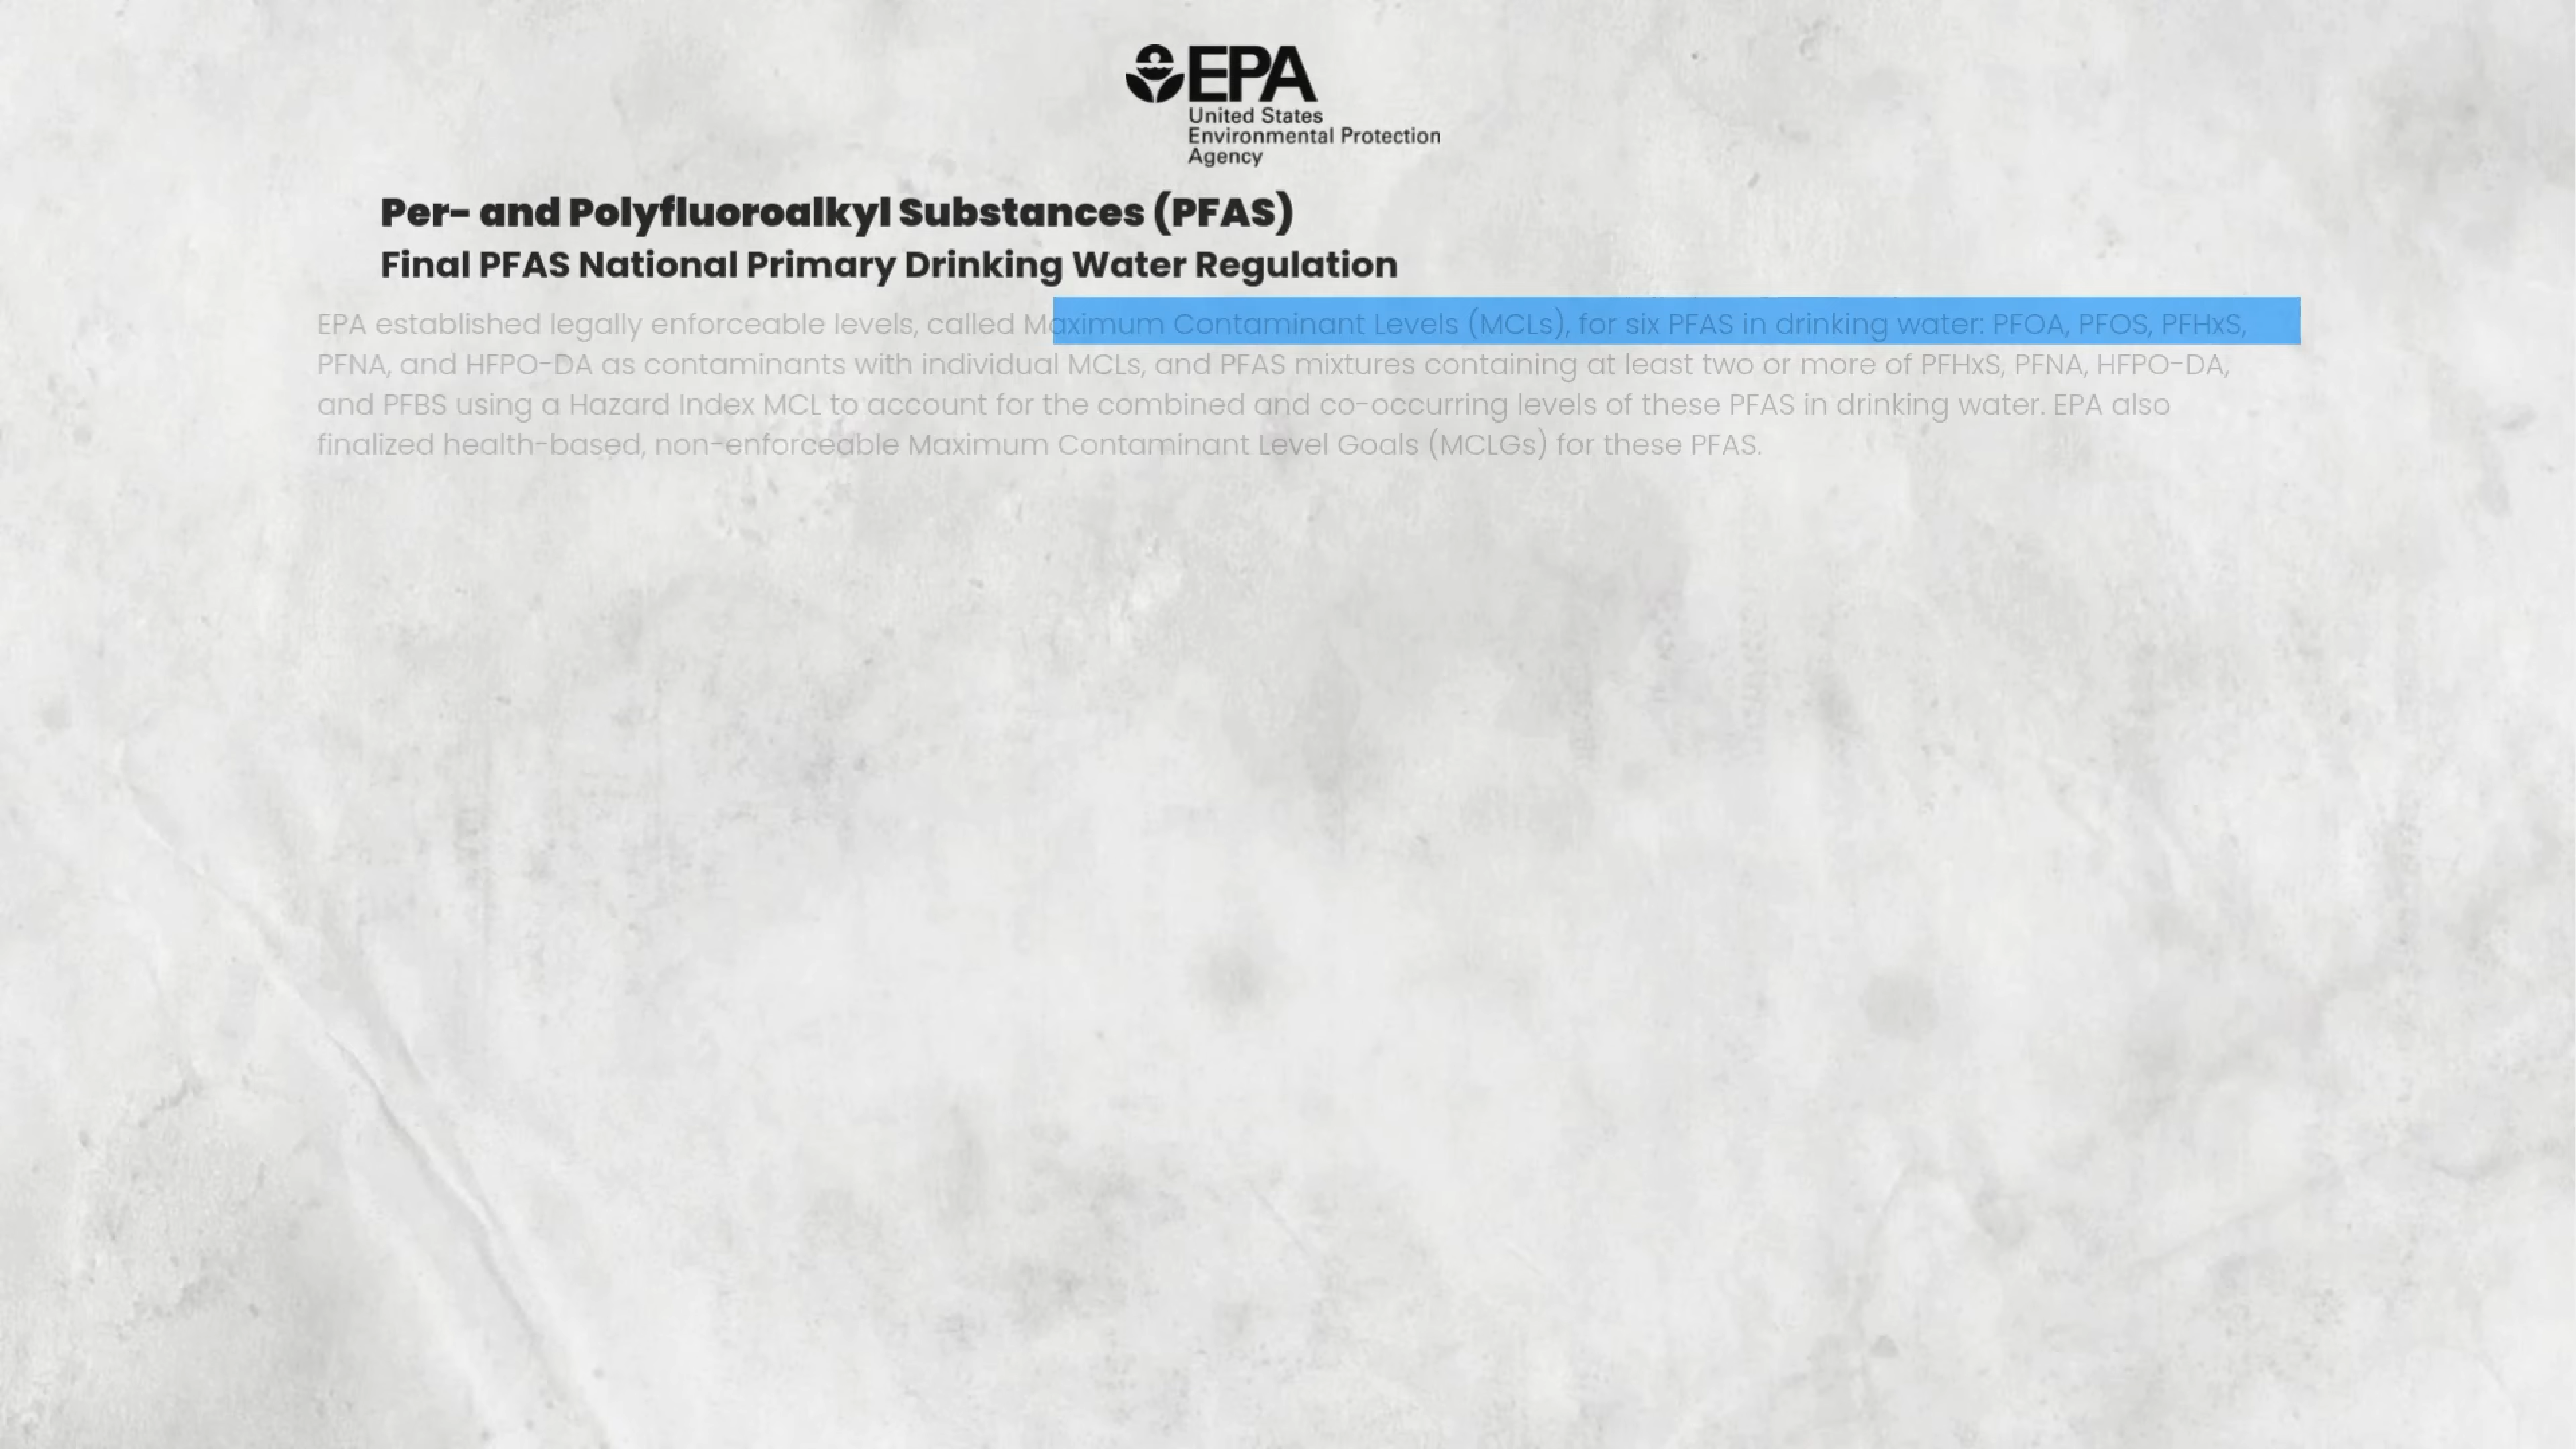 EPA
United States
Environmental Protection
Agency
Per- and Polyfluoroalkyl Substances (PFAS)
Final PFAS National Primary Drinking Water Regulation
EPA established legally enforceable levels, called Maximum Contaminant Levels (MCLs), for six PFAS in drinking water: PFOA, PFOS, PFHxS,
PFNA, and HFPO-DA as contaminants with individual MCLs, and PFAS mixtures containing at least two or more of PFHxS, PFNA, HFPO-DA,
and PFBS using a Hazard Index MCL to account for the combined and co-occurring levels of these PFAS in drinking water. EPA also
finalized health-based, non-enforceable Maximum Contaminant Level Goals (MCLGs) for these PFAS.